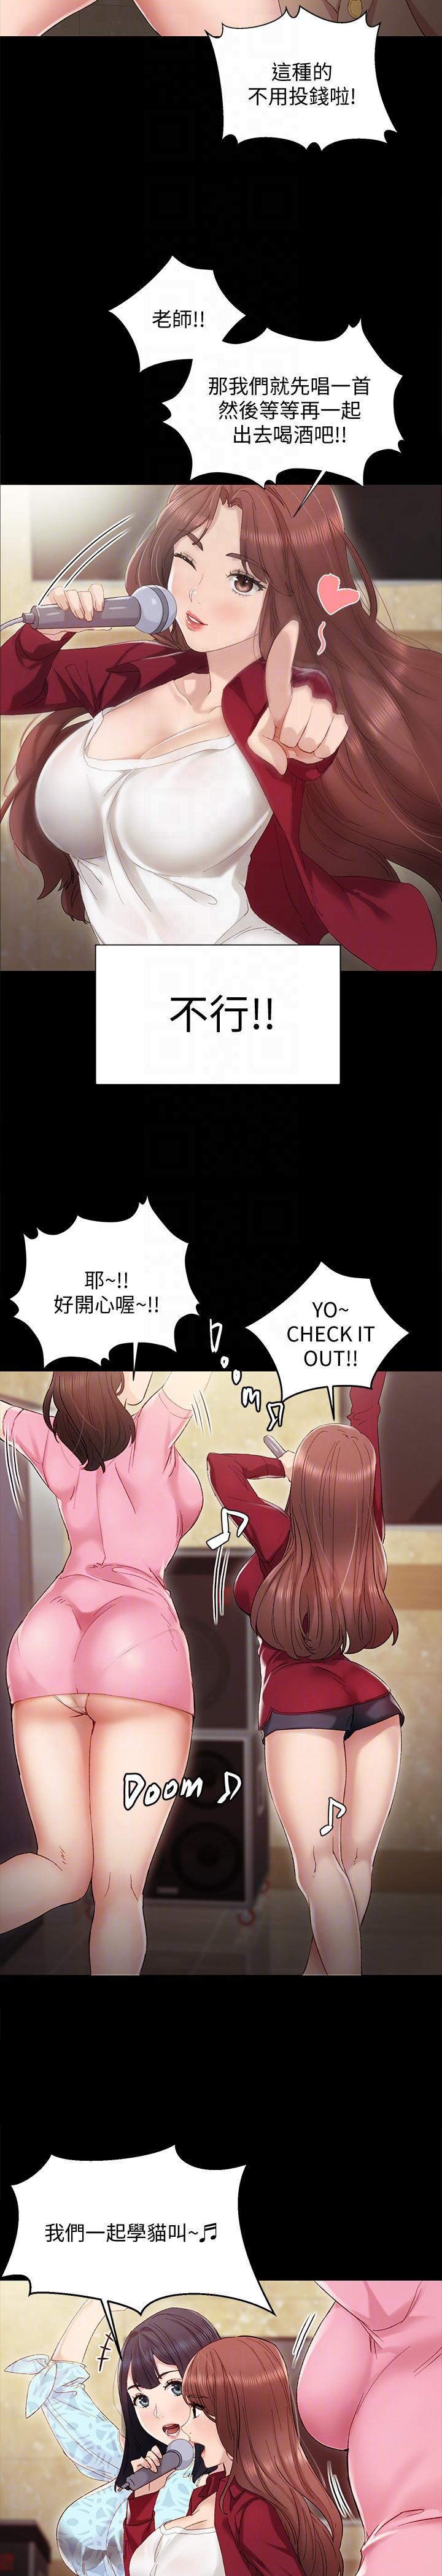 這種的
不用投錢啦!
老師!!
那我們就先唱一首
然後等等再一起
出去喝酒吧!!
不行!!
耶~!!
好開心喔~!!
YO~
CHECK IT
OUT!!
DOOM♪
我們一起學貓叫~♬